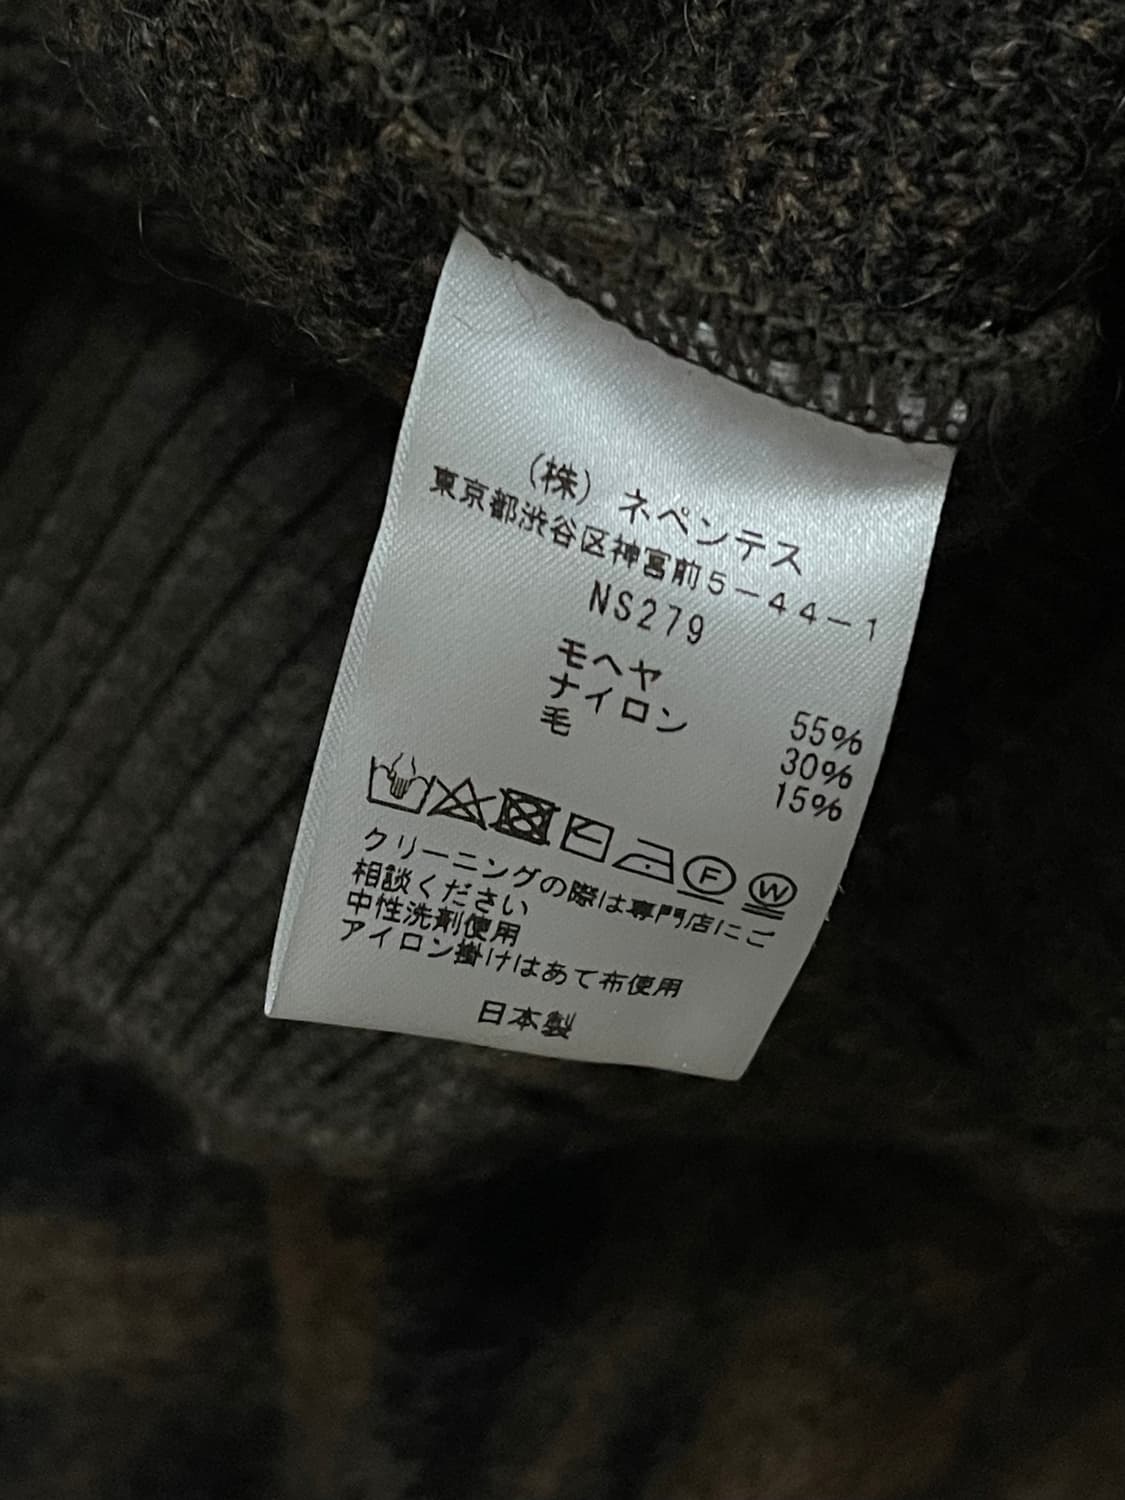 (株) ネペンテス
東京都渋谷区神宮前5-44-1
NS279
モヘヤ 55%
ナイロン 30%
毛 15%
F W
クリーニングの際は専門店にご
相談ください
中性洗剤使用
アイロン掛けはあて布使用
日本製